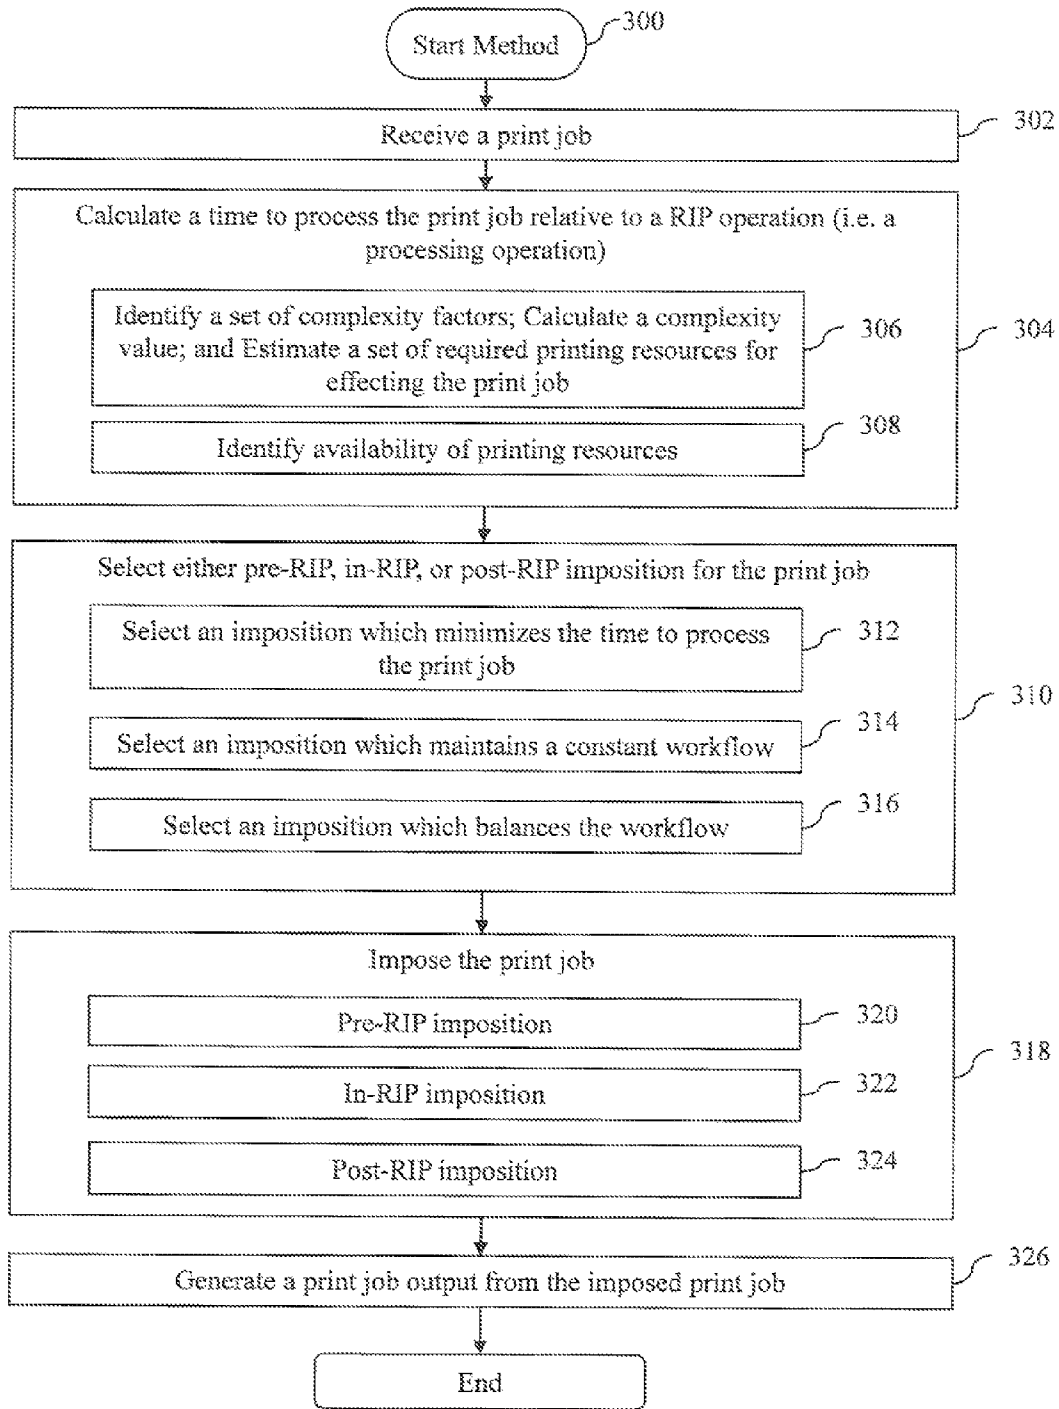 Start Method
300
Receive a print job
302
Calculate a time to process the print job relative to a RIP operation (i.e. a
processing operation)
304
Identify a set of complexity factors; Calculate a complexity
value; and Estimate a set of required printing resources for
effecting the print job
306
Identify availability of printing resources
308
Select either pre-RIP, in-RIP, or post-RIP imposition for the print job
310
Select an imposition which minimizes the time to process
the print job
312
Select an imposition which maintains a constant workflow
314
Select an imposition which balances the workflow
316
Impose the print job
318
Pre-RIP imposition
320
In-RIP imposition
322
Post-RIP imposition
324
Generate a print job output from the imposed print job
326
End